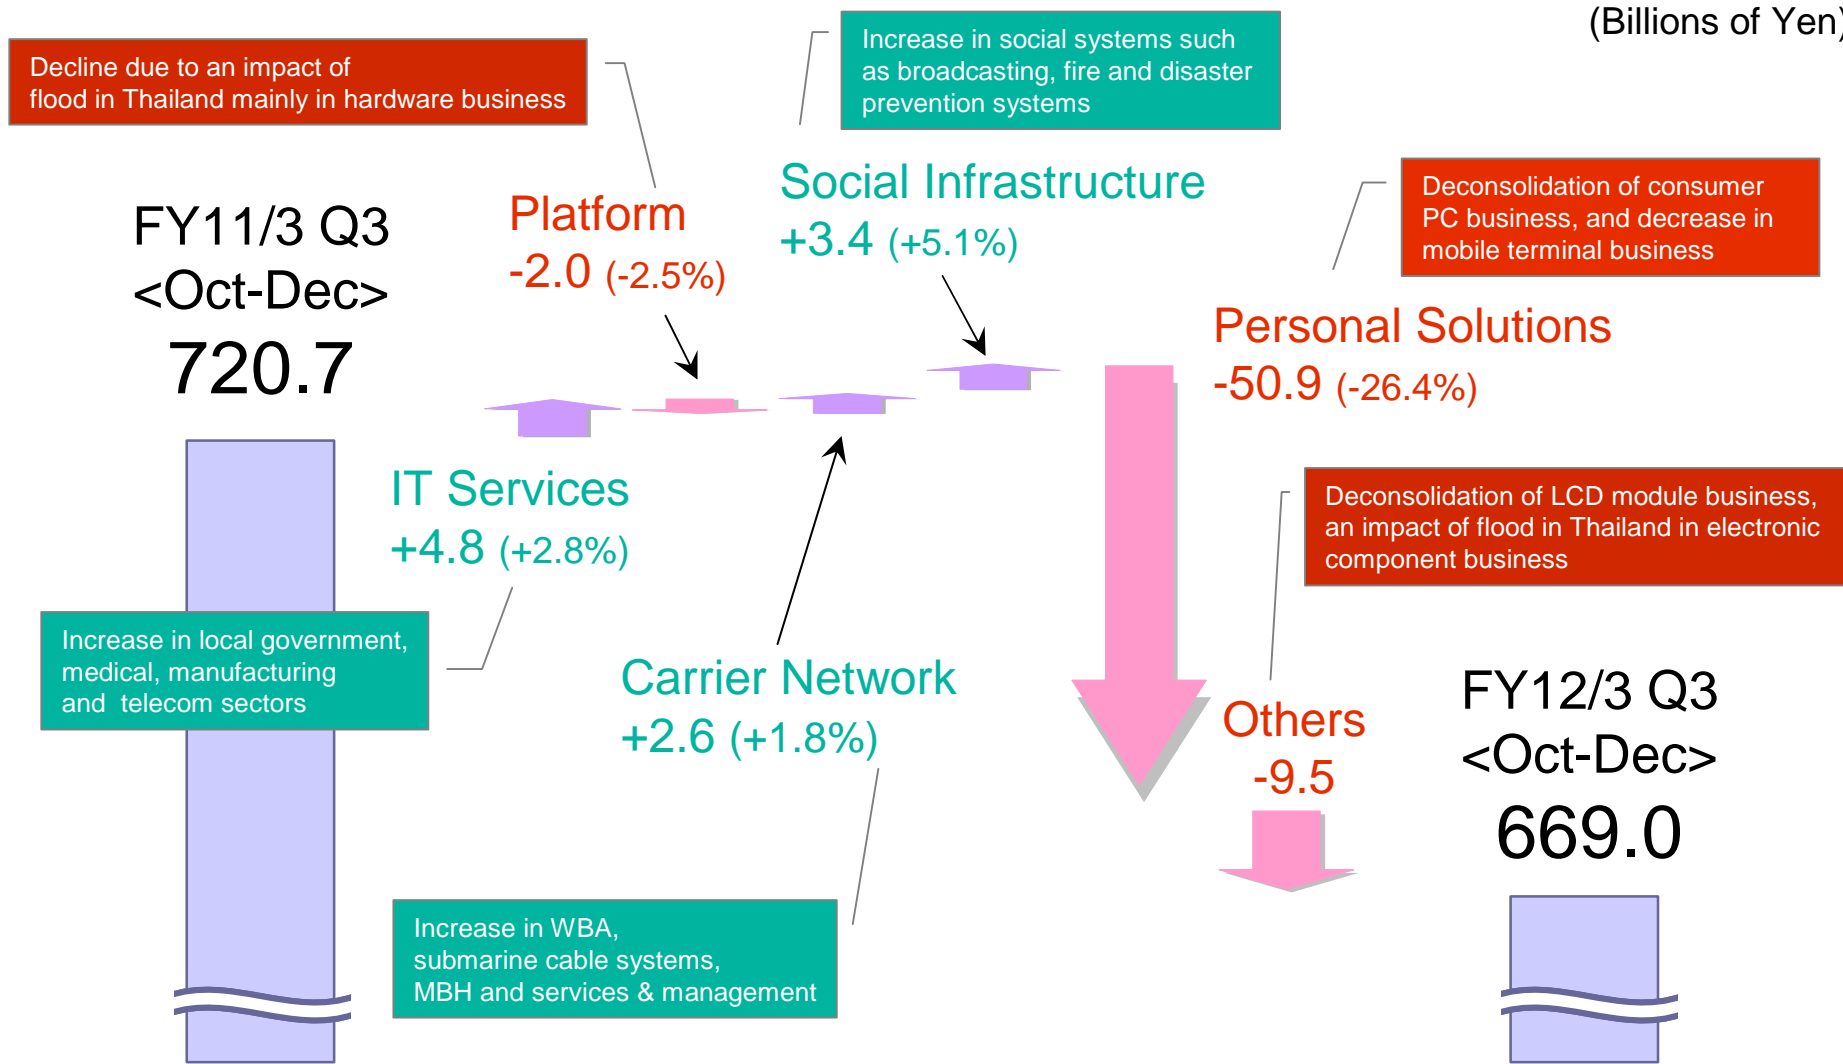 (Billions of Yen)
Decline due to an impact of
flood in Thailand mainly in hardware business
Increase in social systems such
as broadcasting, fire and disaster
prevention systems
Deconsolidation of consumer
PC business, and decrease in
mobile terminal business
FY11/3 Q3
<Oct-Dec>
720.7
Platform
-2.0 (-2.5%)
Social Infrastructure
+3.4 (+5.1%)
Personal Solutions
-50.9 (-26.4%)
IT Services
+4.8 (+2.8%)
Deconsolidation of LCD module business,
an impact of flood in Thailand in electronic
component business
Increase in local government,
medical, manufacturing
and telecom sectors
Carrier Network
+2.6 (+1.8%)
Others
-9.5
FY12/3 Q3
<Oct-Dec>
669.0
Increase in WBA,
submarine cable systems,
MBH and services & management